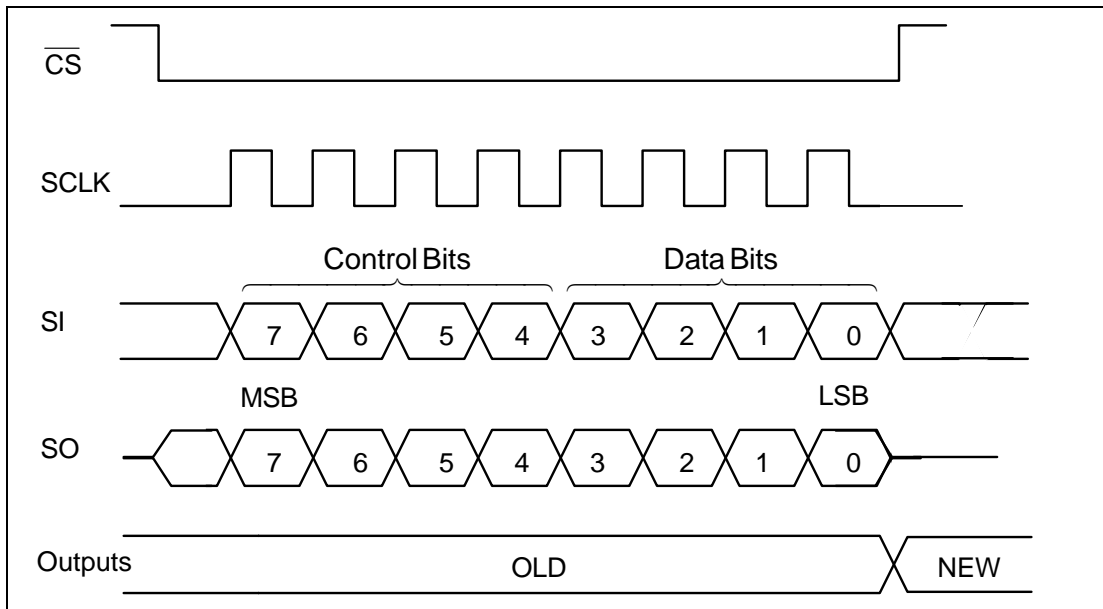 CS
SCLK
Control Bits Data Bits
SI 7 6 5 4 3 2 1 0
MSB LSB
SO 7 6 5 4 3 2 1 0
Outputs OLD NEW